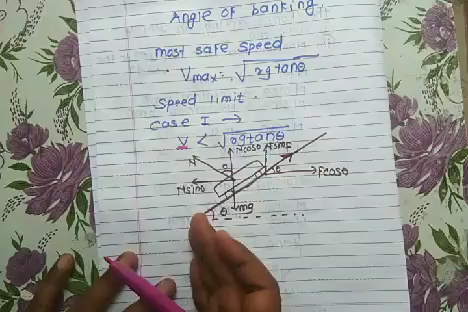 Angle of banking
most safe speed
Vmax = √rg tanθ
speed limit.
case I →
V < √rg tanθ
Ncosθ fsinθ
N
Nsinθ fcosθ
θ mg